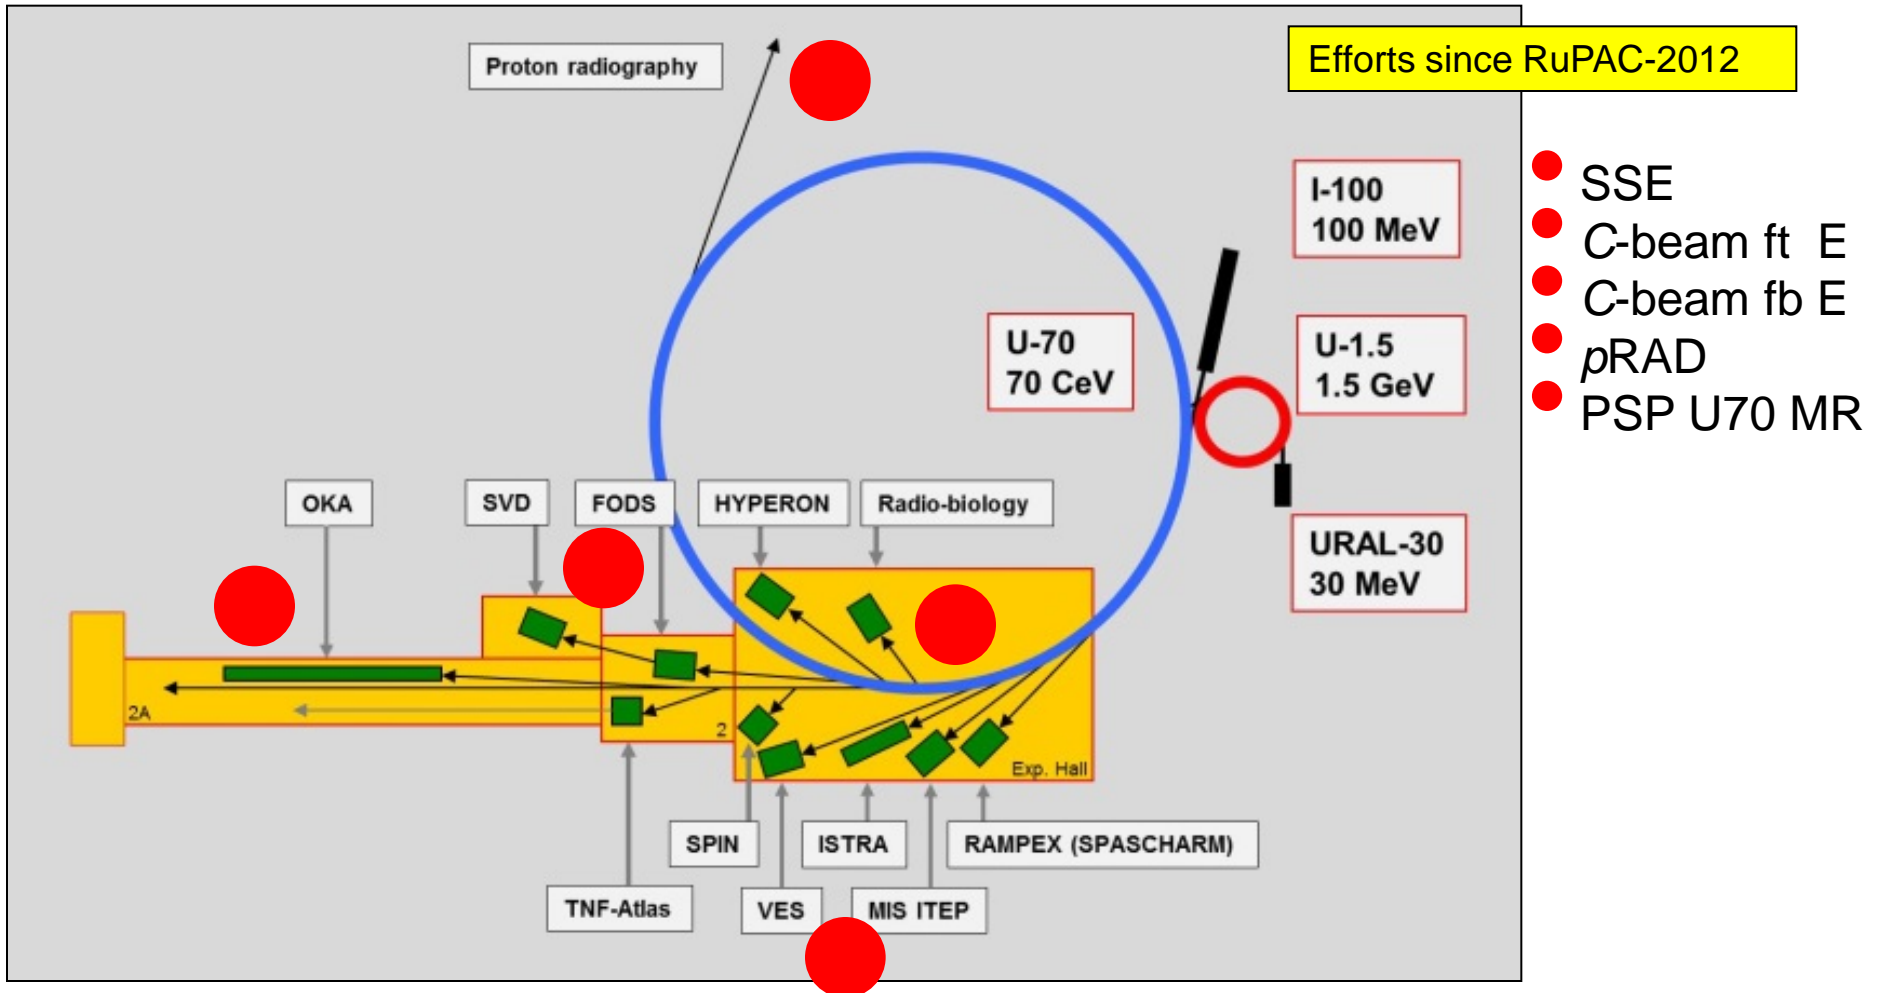 Efforts since RuPAC-2012
Proton radiography
SSE
C-beam ft E
C-beam fb E
pRAD
PSP U70 MR
I-100
100 MeV
U-70
70 CeV
U-1.5
1.5 GeV
URAL-30
30 MeV
OKA
SVD
FODS
HYPERON
Radio-biology
2A
2
Exp. Hall
SPIN
ISTRA
RAMPEX (SPASCHARM)
TNF-Atlas
VES
MIS ITEP